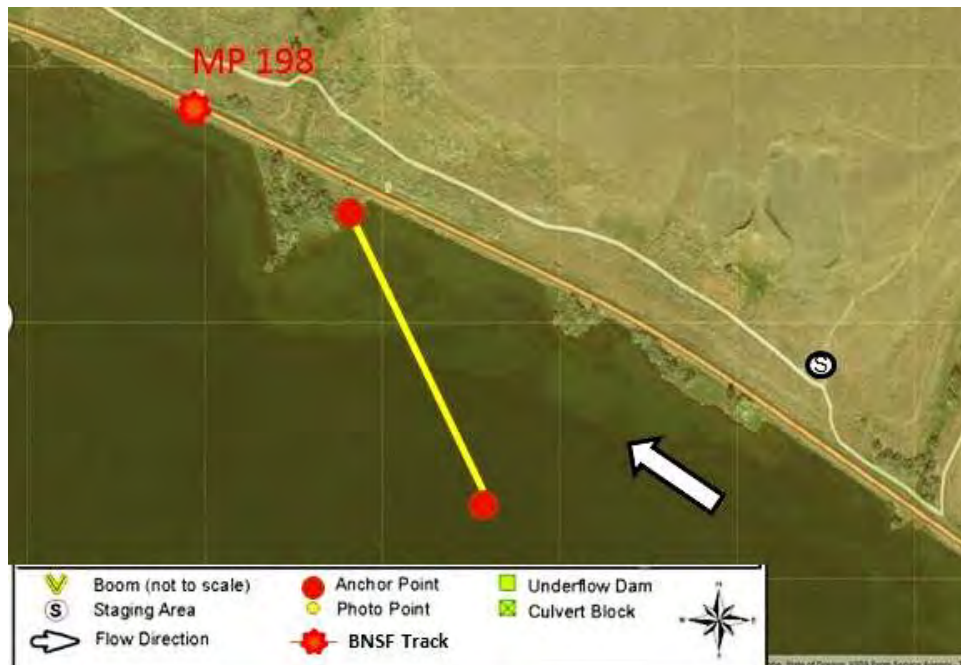 MP 198
S
Boom (not to scale)
Anchor Point
Underflow Dam
S
Staging Area
Photo Point
Culvert Block
Flow Direction
BNSF Track
N